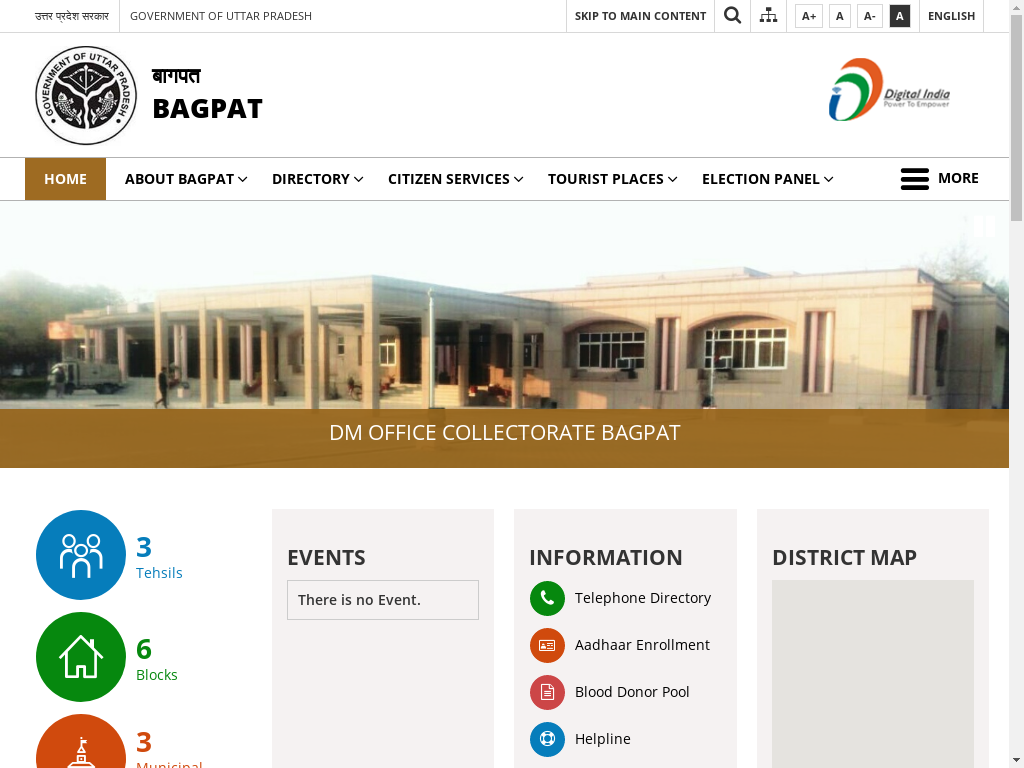 उत्तर प्रदेश सरकार
GOVERNMENT OF UTTAR PRADESH
SKIP TO MAIN CONTENT
A+
A
A-
A
ENGLISH
GOVERNMENT OF UTTAR PRADESH
बागपत
BAGPAT
Digital India
Power To Empower
HOME
ABOUT BAGPAT
DIRECTORY
CITIZEN SERVICES
TOURIST PLACES
ELECTION PANEL
MORE
DM OFFICE COLLECTORATE BAGPAT
3
Tehsils
6
Blocks
3
Municipal
EVENTS
There is no Event.
INFORMATION
Telephone Directory
Aadhaar Enrollment
Blood Donor Pool
Helpline
DISTRICT MAP